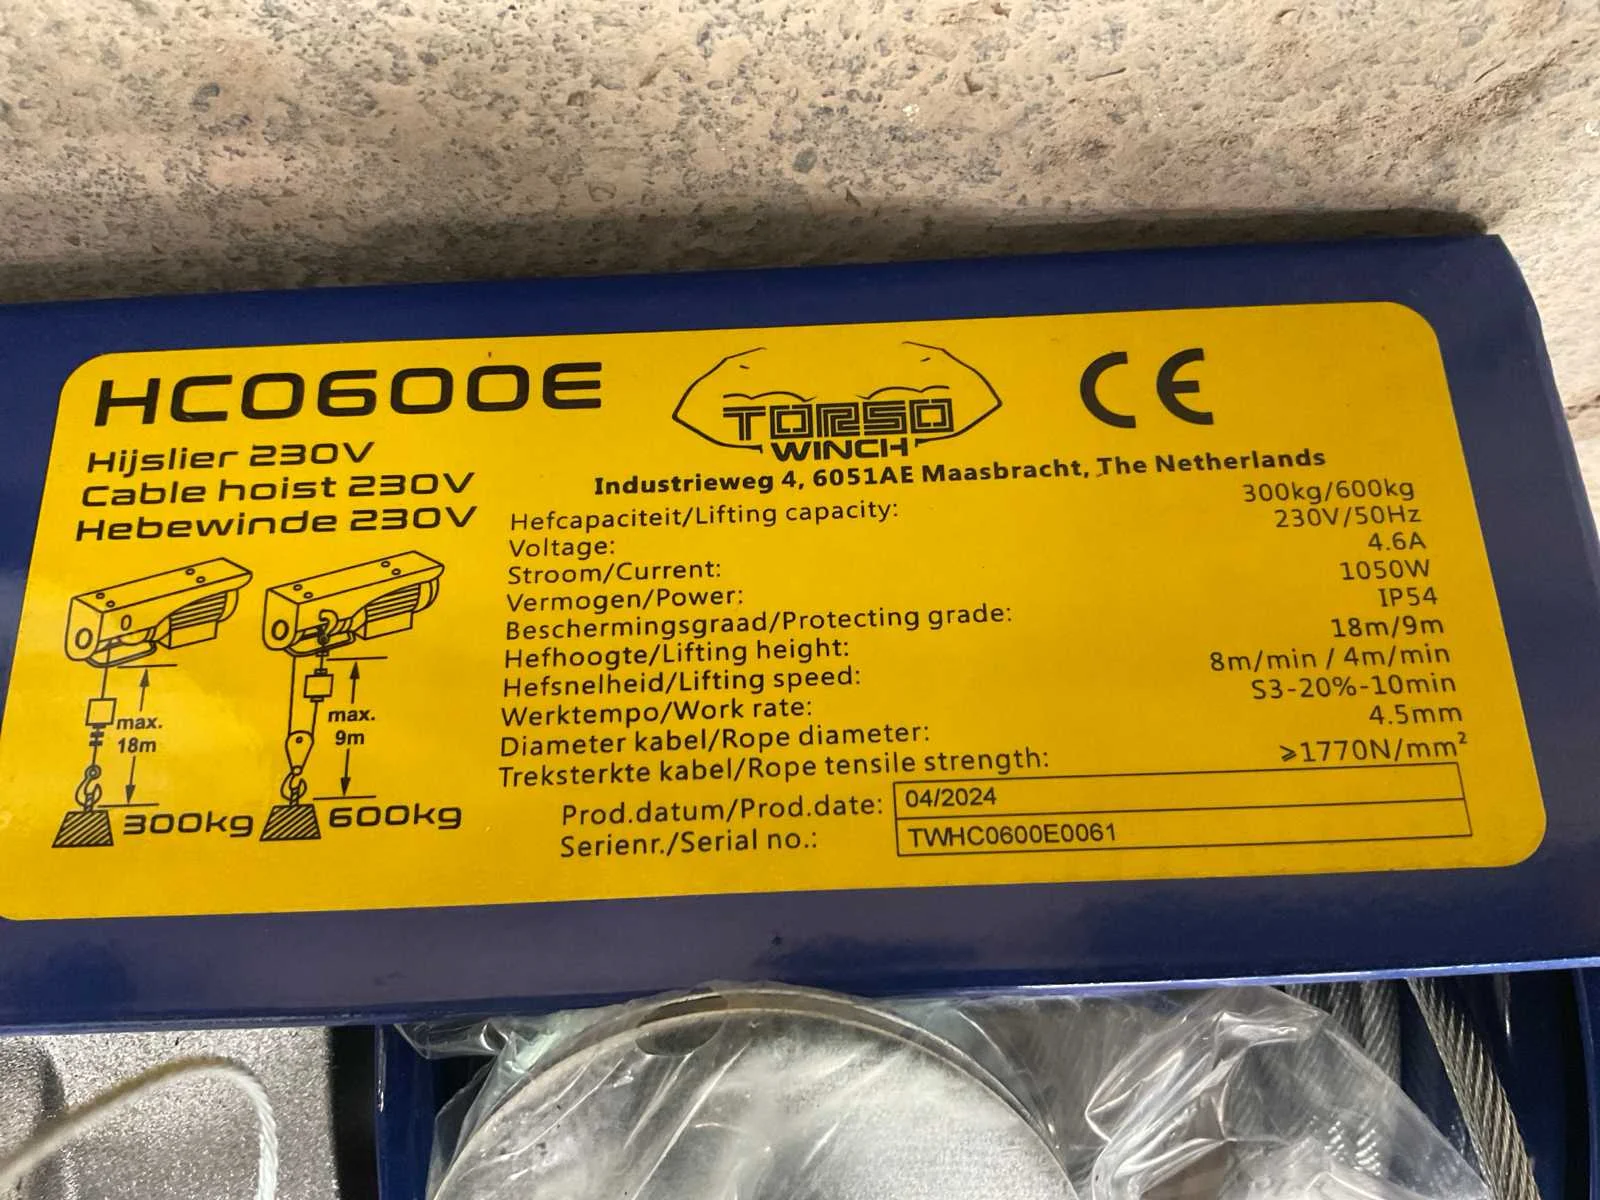 HC0600E
Hijslier 230V
Cable hoist 230V
Hebewinde 230V
TORSO
WINCH
CE
Industrieweg 4, 6051AE Maasbracht, The Netherlands
Hefcapaciteit/Lifting capacity: 300kg/600kg
Voltage: 230V/50Hz
Stroom/Current: 4.6A
Vermogen/Power: 1050W
Beschermingsgraad/Protecting grade: IP54
Hefhoogte/Lifting height: 18m/9m
Hefsnelheid/Lifting speed: 8m/min / 4m/min
Werktempo/Work rate: S3-20%-10min
Diameter kabel/Rope diameter: 4.5mm
Treksterkte kabel/Rope tensile strength: ⩾1770N/mm²
Prod.datum/Prod.date: 04/2024
Serienr./Serial no.: TWHC0600E0061
max.
18m
300kg
max.
9m
600kg